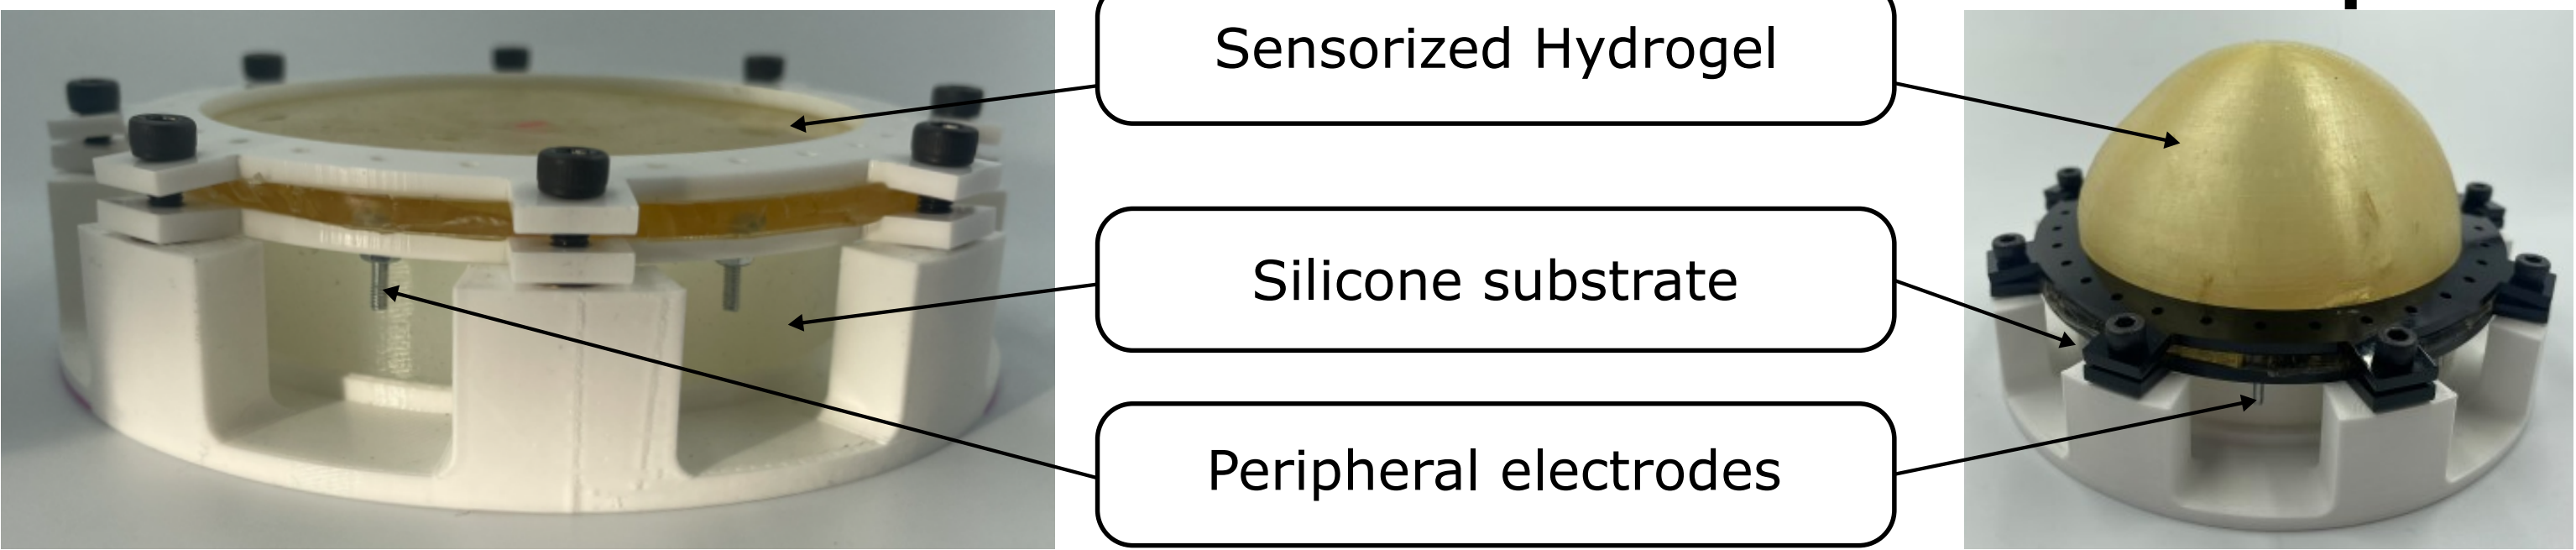 Sensorized Hydrogel
Silicone substrate
Peripheral electrodes